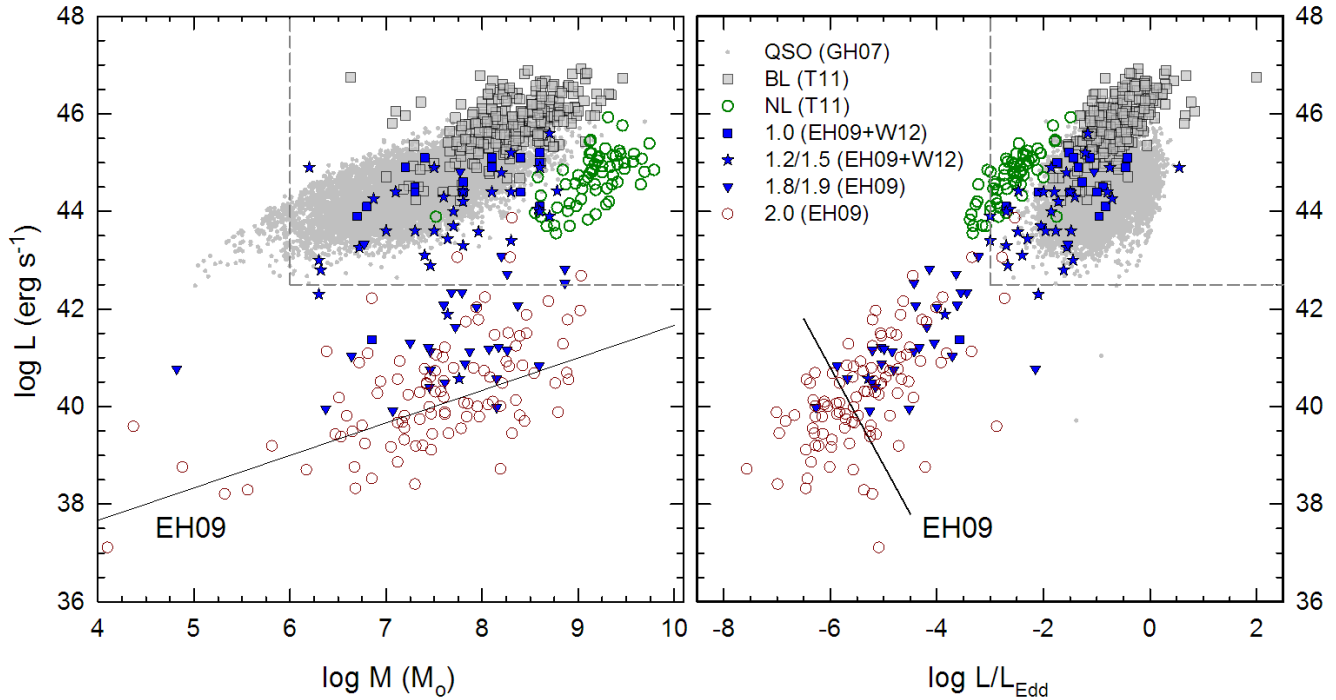 48
46
44
42
40
38
36
log L (erg s⁻¹)
4 5 6 7 8 9 10
log M (M₀)
EH09
QSO (GH07)
BL (T11)
NL (T11)
1.0 (EH09+W12)
1.2/1.5 (EH09+W12)
1.8/1.9 (EH09)
2.0 (EH09)
EH09
-8 -6 -4 -2 0
log L/L_Edd
48
46
44
42
40
38
36